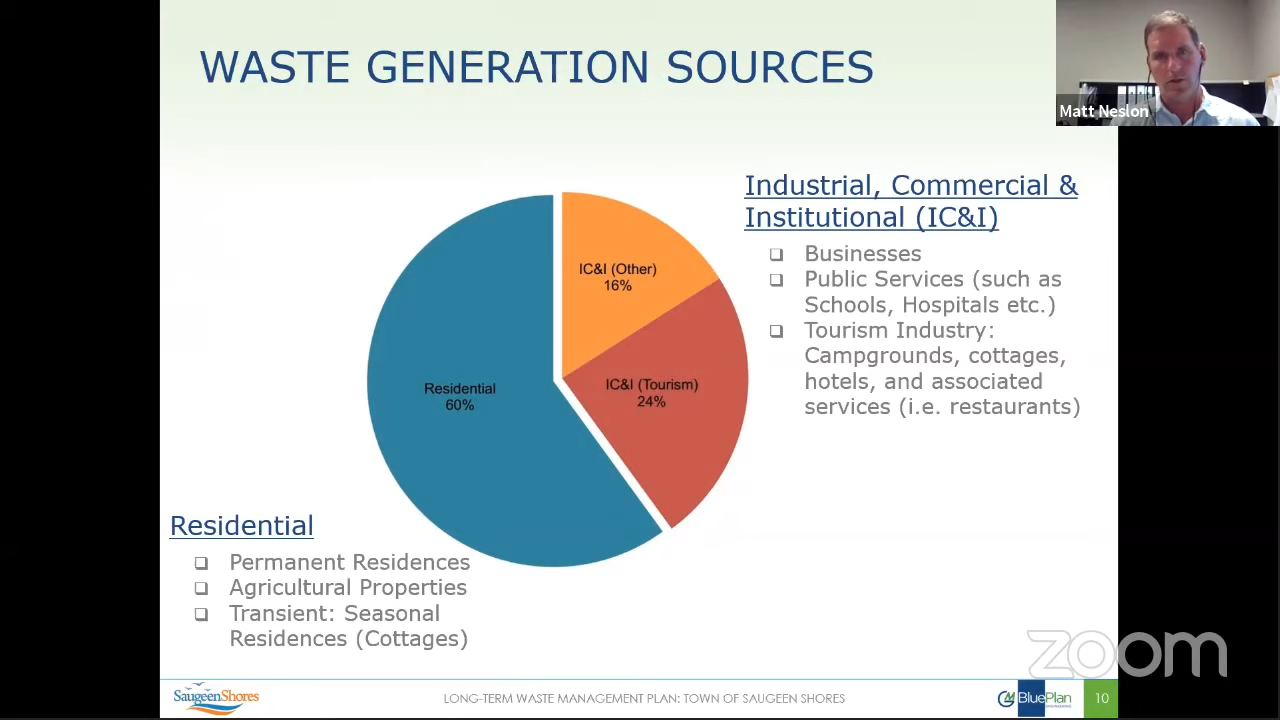 WASTE GENERATION SOURCES
Matt Neslon
Industrial, Commercial &
Institutional (IC&I)
Businesses
Public Services (such as
Schools, Hospitals etc.)
Tourism Industry:
Campgrounds, cottages,
hotels, and associated
services (i.e. restaurants)
IC&I (Other)
16%
IC&I (Tourism)
24%
Residential
60%
Residential
Permanent Residences
Agricultural Properties
Transient: Seasonal
Residences (Cottages)
zoom
SaugeenShores
LONG-TERM WASTE MANAGEMENT PLAN: TOWN OF SAUGEEN SHORES
GM BluePlan
ENGINEERING
10